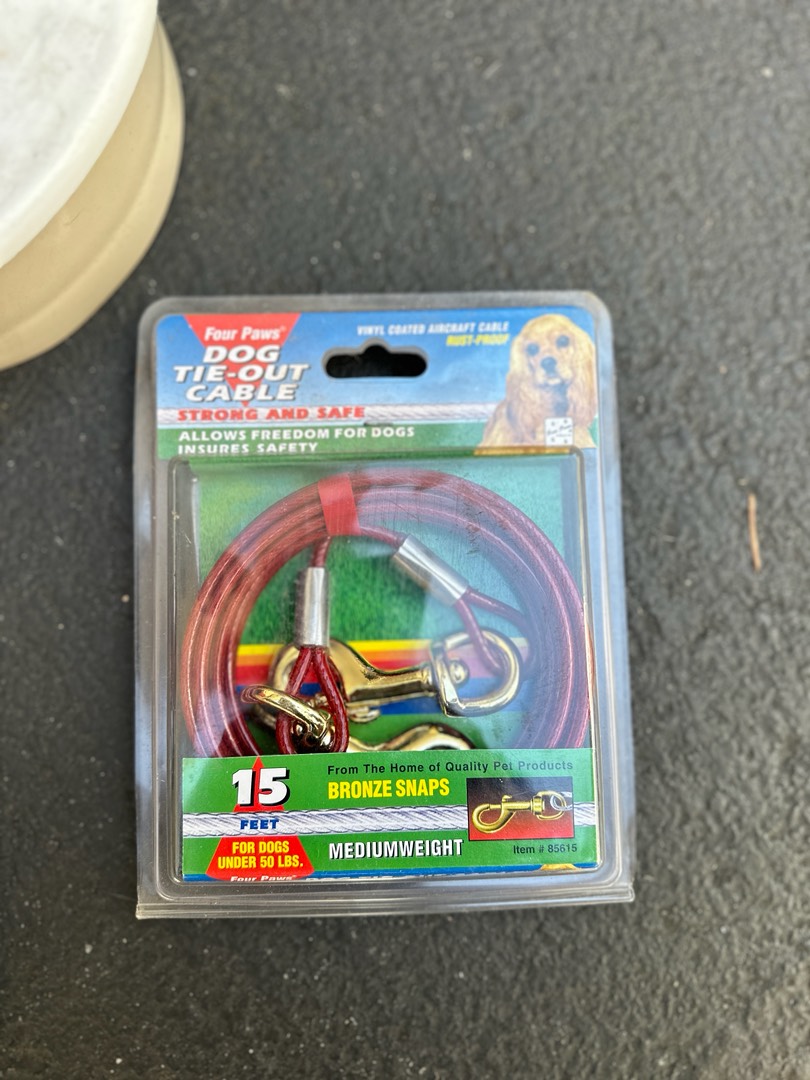 Four Paws®
DOG
TIE-OUT
CABLE
STRONG AND SAFE
ALLOWS FREEDOM FOR DOGS
INSURES SAFETY
VINYL COATED AIRCRAFT CABLE
RUST-PROOF
15
FEET
FOR DOGS
UNDER 50 LBS.
Four Paws®
From The Home of Quality Pet Products
BRONZE SNAPS
MEDIUMWEIGHT
Item # 85615